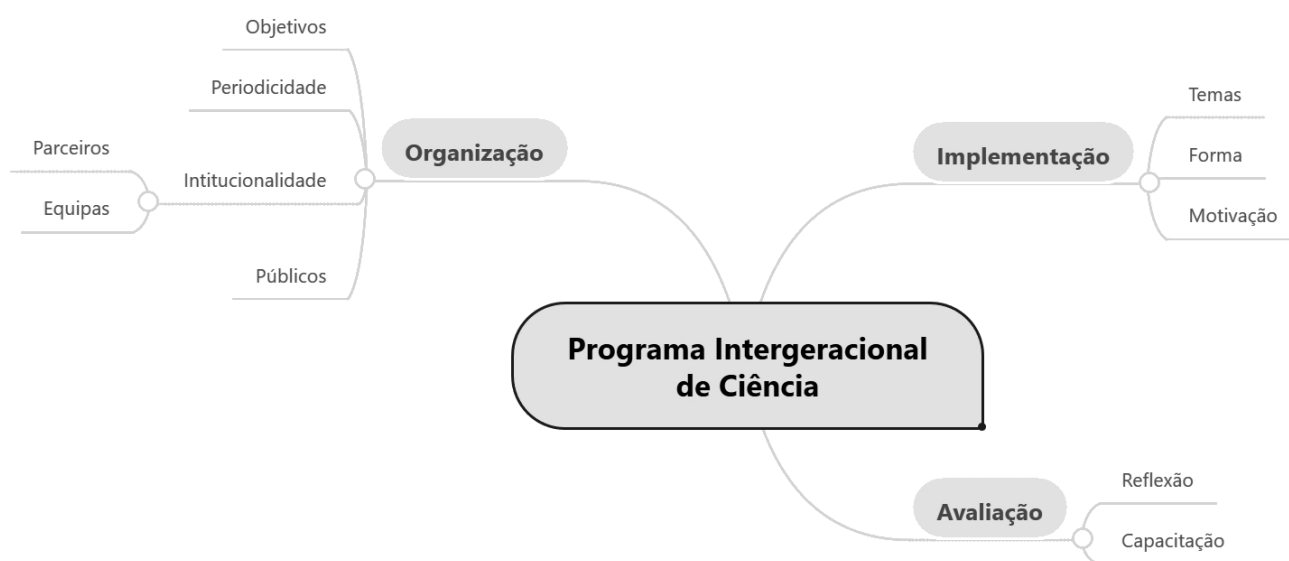 Objetivos
Periodicidade
Parceiros
Intitucionalidade
Equipas
Públicos
Organização
Implementação
Temas
Forma
Motivação
Programa Intergeracional
de Ciência
Avaliação
Reflexão
Capacitação